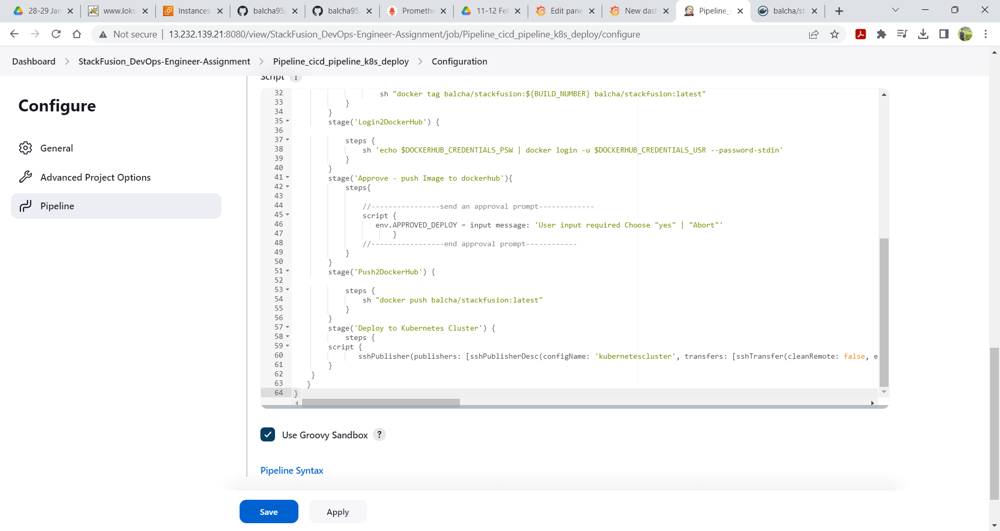 28-29 Jan
www.loks
Instances
balcha95/
balcha95/
Promethe
11-12 Feb
Edit pane
New dash
Pipeline_c
balcha/st
Not secure | 13.232.139.21:8080/view/StackFusion_DevOps-Engineer-Assignment/job/Pipeline_cicd_pipeline_k8s_deploy/configure
Dashboard > StackFusion_DevOps-Engineer-Assignment > Pipeline_cicd_pipeline_k8s_deploy > Configuration
Configure
General
Advanced Project Options
Pipeline
Script ?
32 sh "docker tag balcha/stackfusion:${BUILD_NUMBER} balcha/stackfusion:latest"
33 }
34 }
35 stage('Login2DockerHub') {
36
37 steps {
38 sh 'echo $DOCKERHUB_CREDENTIALS_PSW | docker login -u $DOCKERHUB_CREDENTIALS_USR --password-stdin'
39 }
40 }
41 stage('Approve - push Image to dockerhub'){
42 steps{
43
44 //----------------send an approval prompt-------------
45 script {
46 env.APPROVED_DEPLOY = input message: 'User input required Choose "yes" | "Abort"'
47 }
48 //-----------------end approval prompt------------
49 }
50 }
51 stage('Push2DockerHub') {
52
53 steps {
54 sh "docker push balcha/stackfusion:latest"
55 }
56 }
57 stage('Deploy to Kubernetes Cluster') {
58 steps {
59 script {
60 sshPublisher(publishers: [sshPublisherDesc(configName: 'kubernetescluster', transfers: [sshTransfer(cleanRemote: false, e
61 }
62 }
63 }
64 }
Use Groovy Sandbox ?
Pipeline Syntax
Save
Apply